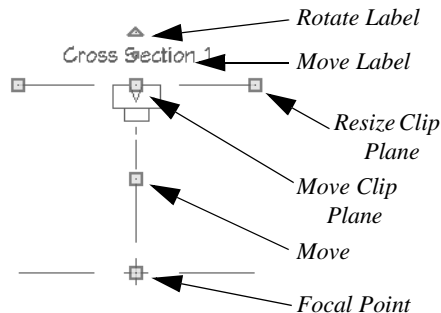 Rotate Label
Cross Section 1
Move Label
Resize Clip
Plane
Move Clip
Plane
Move
Focal Point